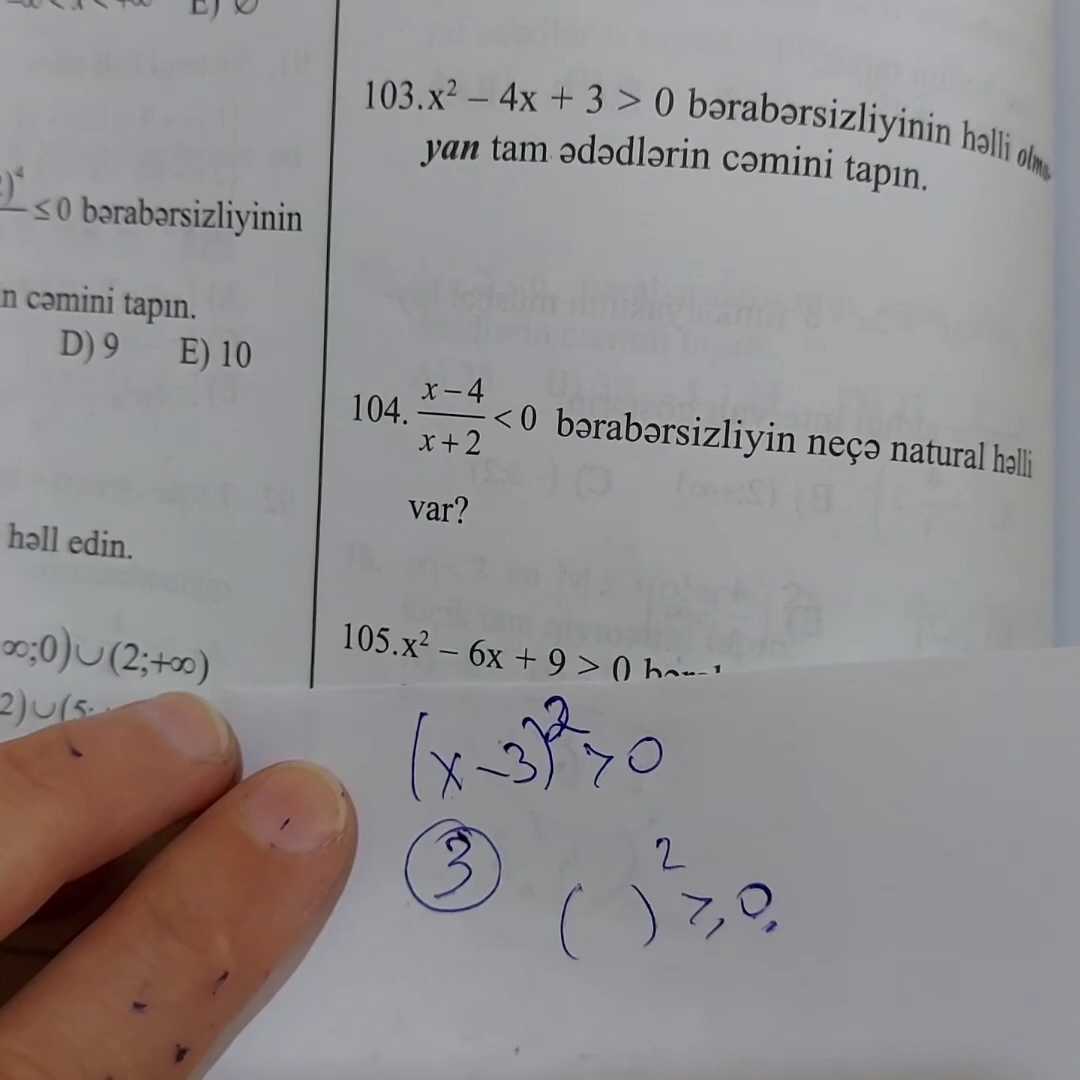 E) ∅
≤ 0 bərabərsizliyinin
n cəmini tapın.
D) 9 E) 10
həll edin.
∞;0)∪(2;+∞)
2)∪(5;
103.x² – 4x + 3 > 0 bərabərsizliyinin həlli olma-
yan tam ədədlərin cəmini tapın.
104. (x – 4)/(x + 2) < 0 bərabərsizliyin neçə natural həlli
var?
105.x² – 6x + 9 > 0
(x–3)² > 0
3
( )² ≥ 0,